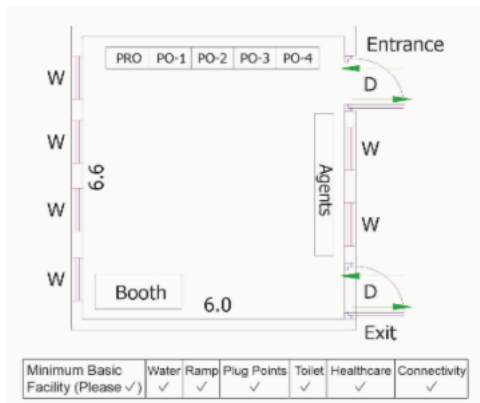 Entrance
PRO PO-1 PO-2 PO-3 PO-4
D
W
W
W
W
W
W
6.6
Agents
D
Booth
6.0
Exit
Minimum Basic Facility (Please ✓) Water Ramp Plug Points Toilet Healthcare Connectivity
✓ ✓ ✓ ✓ ✓ ✓